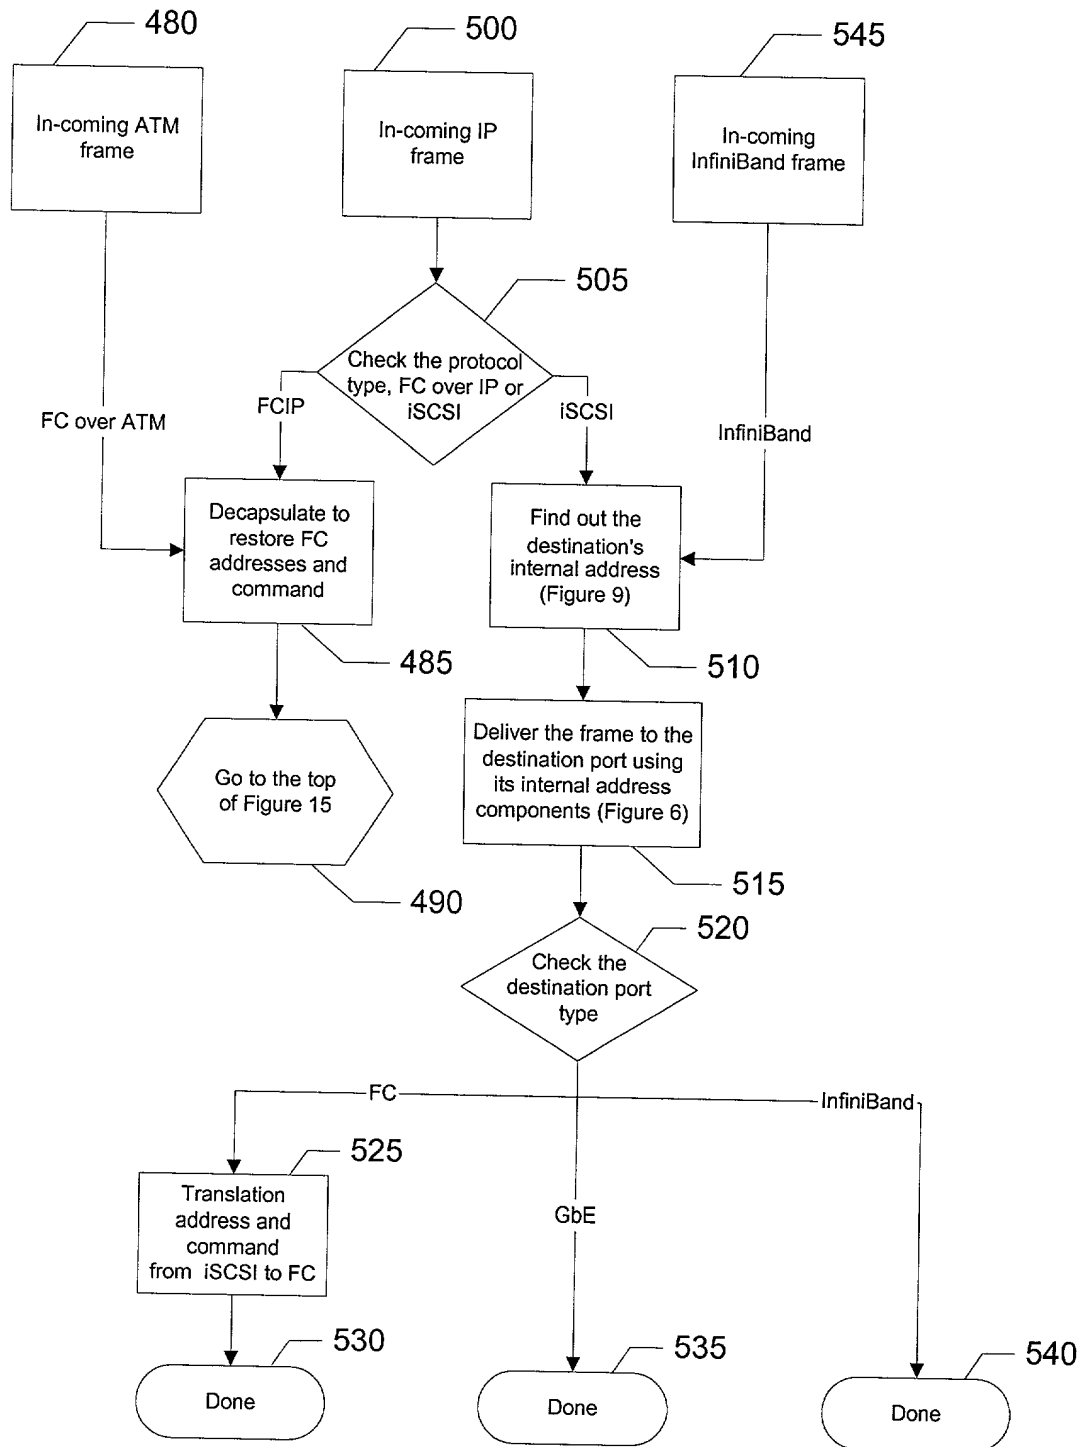 480
500
545
In-coming ATM
frame
In-coming IP
frame
In-coming
InfiniBand frame
505
Check the protocol
type, FC over IP or
iSCSI
FCIP
iSCSI
FC over ATM
InfiniBand
Decapsulate to
restore FC
addresses and
command
Find out the
destination's
internal address
(Figure 9)
485
510
Go to the top
of Figure 15
Deliver the frame to the
destination port using
its internal address
components (Figure 6)
490
515
520
Check the
destination port
type
FC
InfiniBand
525
Translation
address and
command
from iSCSI to FC
GbE
530
535
540
Done
Done
Done